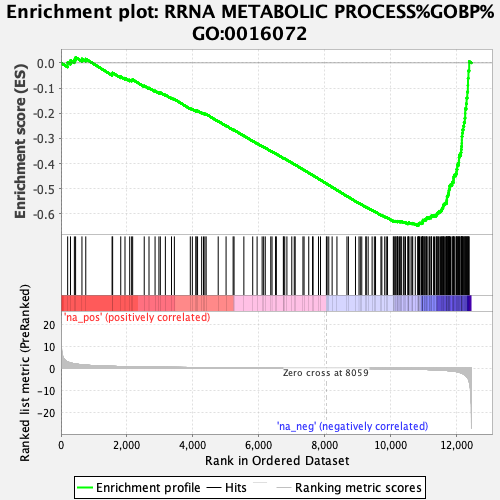 Enrichment plot: RRNA METABOLIC PROCESS%GOBP%
GO:0016072
Enrichment score (ES)
0.0
-0.1
-0.2
-0.3
-0.4
-0.5
-0.6
'na_pos' (positively correlated)
Ranked list metric (PreRanked)
20
10
0
-10
-20
Zero cross at 8059
'na_neg' (negatively correlated)
0
2,000
4,000
6,000
8,000
10,000
12,000
Rank in Ordered Dataset
Enrichment profile
Hits
Ranking metric scores